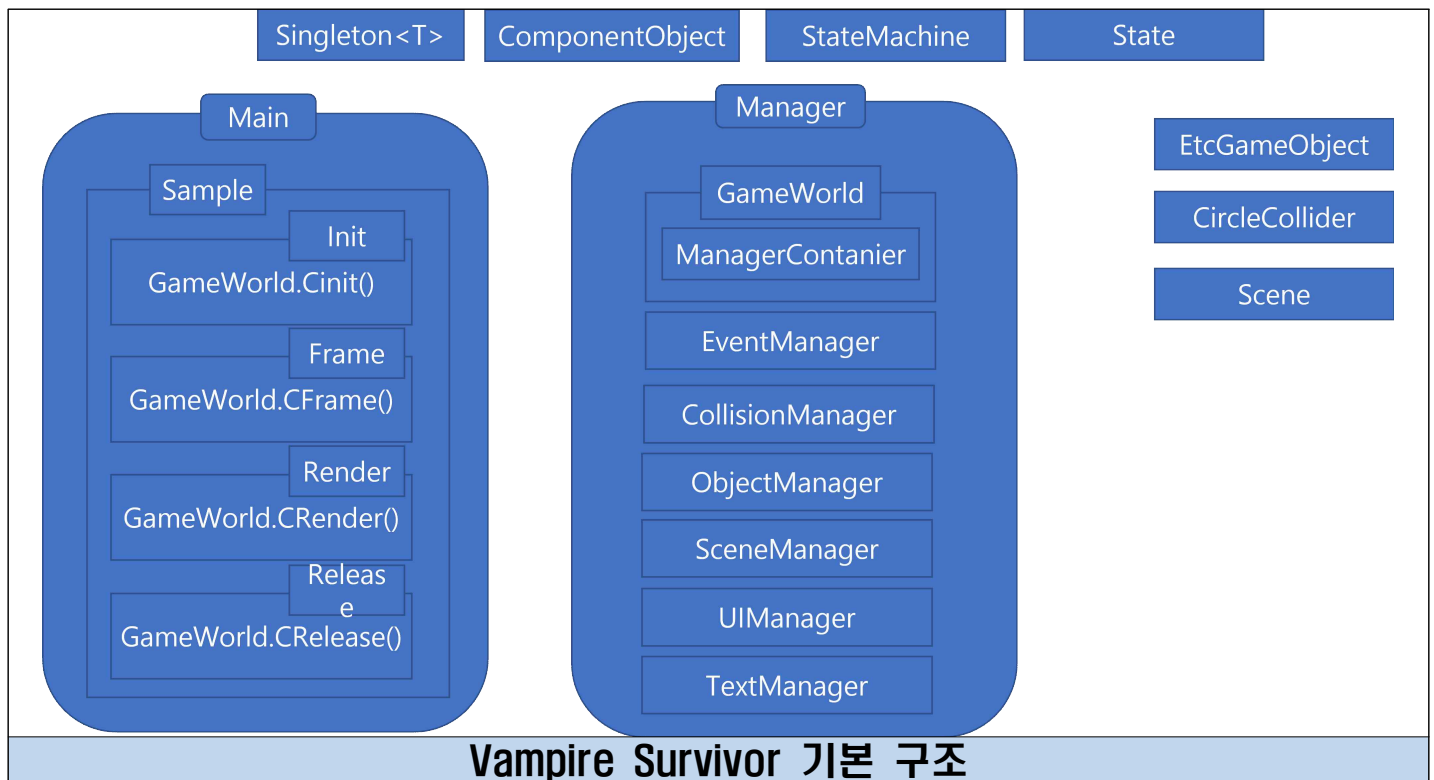 Singleton<T>
ComponentObject
StateMachine
State
Main
Sample
Init
GameWorld.Cinit()
Frame
GameWorld.CFrame()
Render
GameWorld.CRender()
Releas
e
GameWorld.CRelease()
Manager
GameWorld
ManagerContanier
EventManager
CollisionManager
ObjectManager
SceneManager
UIManager
TextManager
EtcGameObject
CircleCollider
Scene
Vampire Survivor 기본 구조